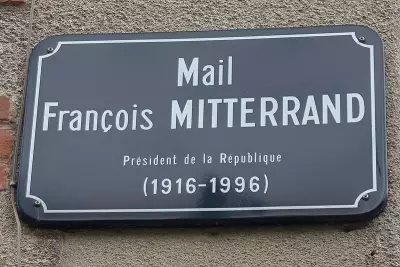 Mail
François MITTERRAND
Président de la République
(1916-1996)